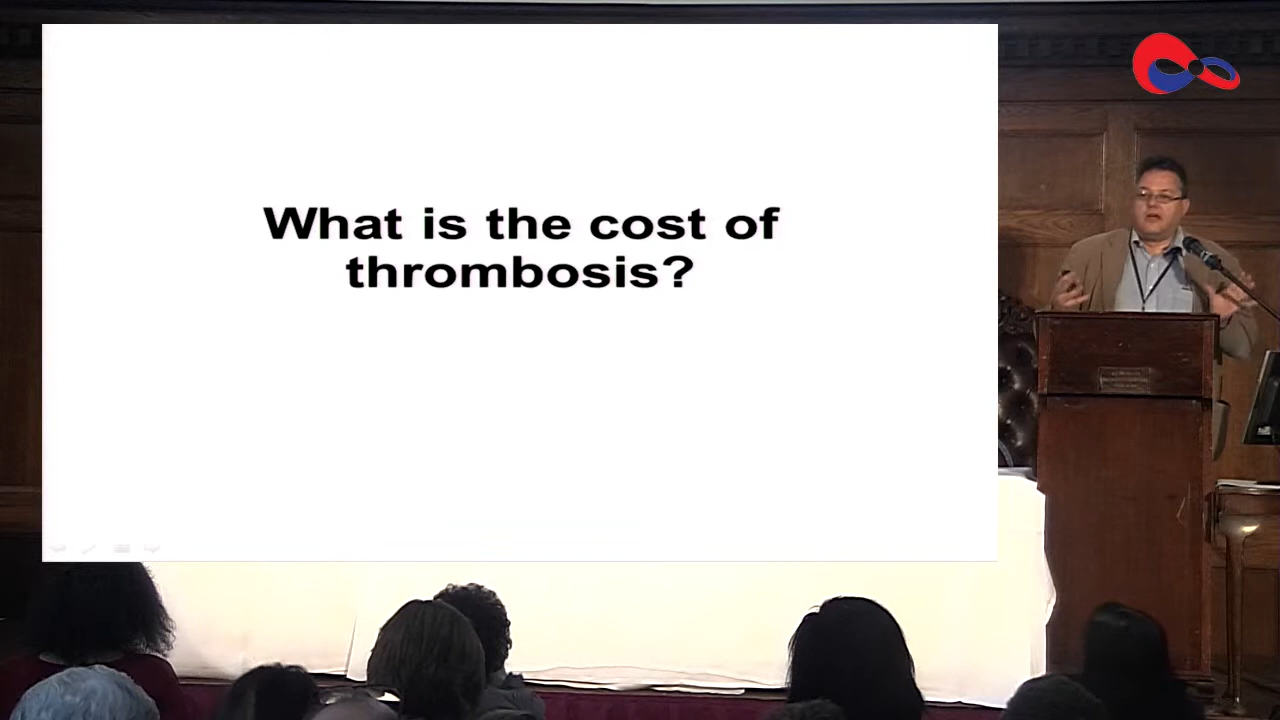 What is the cost of
thrombosis?